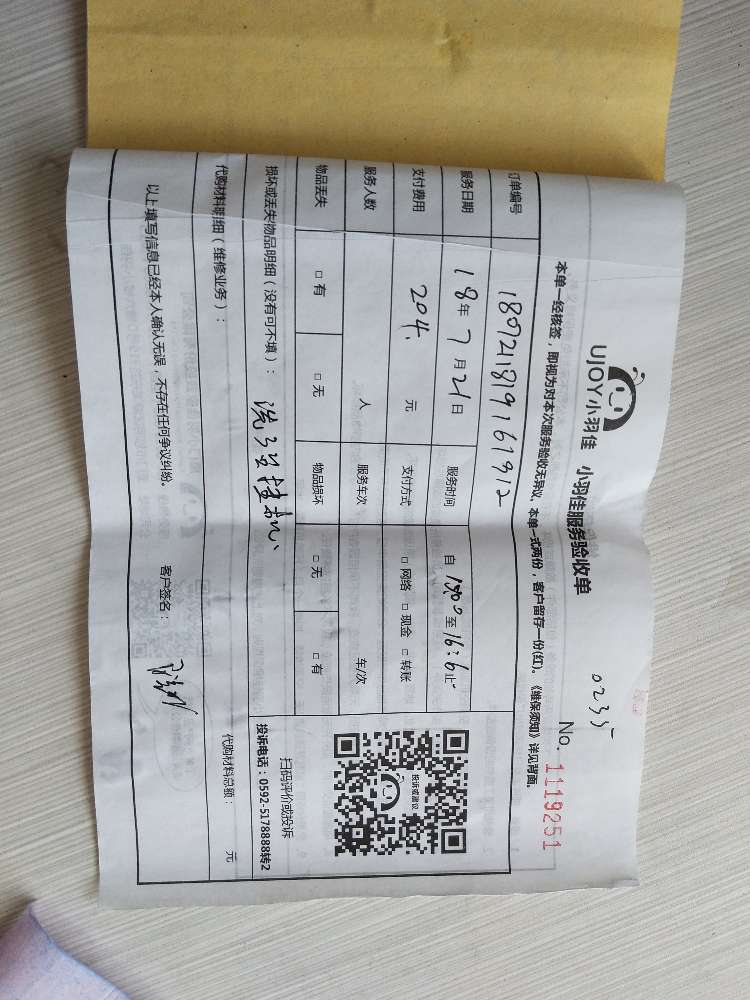 UJOY小羽佳 小羽佳服务验收单
0235
No. 1119251
本单一经核签，即视为对本次服务验收无异议，本单一式两份，客户留存一份(红)。《维保须知》详见背面。
订单编号
服务日期 18年7月21日 服务时间 自 至 止
支付费用 204. 元 支付方式 □网络 □现金 □转账
服务人数 人 服务车次 车/次
物品丢失 □有 □无 物品损坏 □无 □有
投诉或建议
扫码评价或投诉
投诉电话：0592-5178888转2
损坏或丢失物品明细（没有可不填）：
代购材料明细（维修业务）： 代购材料总额： 元
以上填写信息已经本人确认无误，不存在任何争议纠纷。 客户签名：